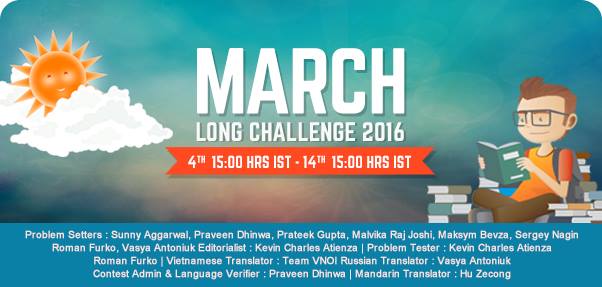 MARCH
LONG CHALLENGE 2016
4TH 15:00 HRS IST - 14TH 15:00 HRS IST
Problem Setters : Sunny Aggarwal, Praveen Dhinwa, Prateek Gupta, Malvika Raj Joshi, Maksym Bevza, Sergey Nagin
Roman Furko, Vasya Antoniuk Editorialist : Kevin Charles Atienza | Problem Tester : Kevin Charles Atienza
Roman Furko | Vietnamese Translator : Team VNOI Russian Translator : Vasya Antoniuk
Contest Admin & Language Verifier : Praveen Dhinwa | Mandarin Translator : Hu Zecong